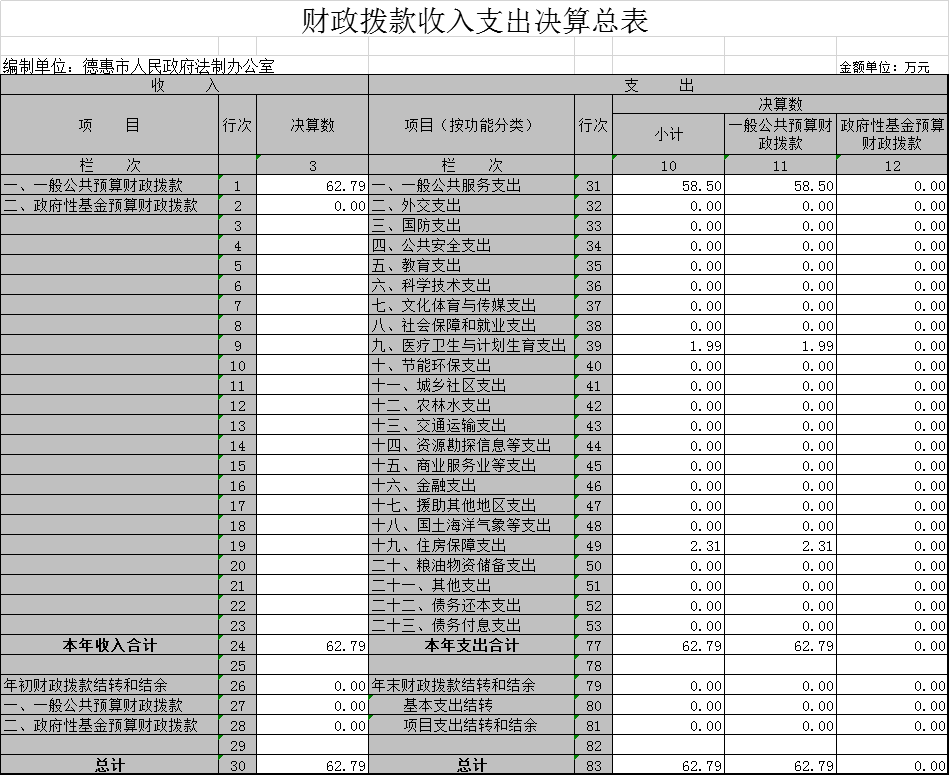 财政拨款收入支出决算总表
编制单位：德惠市人民政府法制办公室 金额单位：万元
收 入 支 出
项 目 行次 决算数 项目（按功能分类） 行次 决算数
小计 一般公共预算财政拨款 政府性基金预算财政拨款
栏 次 3 栏 次 10 11 12
一、一般公共预算财政拨款 1 62.79 一、一般公共服务支出 31 58.50 58.50 0.00
二、政府性基金预算财政拨款 2 0.00 二、外交支出 32 0.00 0.00 0.00
3 三、国防支出 33 0.00 0.00 0.00
4 四、公共安全支出 34 0.00 0.00 0.00
5 五、教育支出 35 0.00 0.00 0.00
6 六、科学技术支出 36 0.00 0.00 0.00
7 七、文化体育与传媒支出 37 0.00 0.00 0.00
8 八、社会保障和就业支出 38 0.00 0.00 0.00
9 九、医疗卫生与计划生育支出 39 1.99 1.99 0.00
10 十、节能环保支出 40 0.00 0.00 0.00
11 十一、城乡社区支出 41 0.00 0.00 0.00
12 十二、农林水支出 42 0.00 0.00 0.00
13 十三、交通运输支出 43 0.00 0.00 0.00
14 十四、资源勘探信息等支出 44 0.00 0.00 0.00
15 十五、商业服务业等支出 45 0.00 0.00 0.00
16 十六、金融支出 46 0.00 0.00 0.00
17 十七、援助其他地区支出 47 0.00 0.00 0.00
18 十八、国土海洋气象等支出 48 0.00 0.00 0.00
19 十九、住房保障支出 49 2.31 2.31 0.00
20 二十、粮油物资储备支出 50 0.00 0.00 0.00
21 二十一、其他支出 51 0.00 0.00 0.00
22 二十二、债务还本支出 52 0.00 0.00 0.00
23 二十三、债务付息支出 53 0.00 0.00 0.00
本年收入合计 24 62.79 本年支出合计 77 62.79 62.79 0.00
25 78
年初财政拨款结转和结余 26 0.00 年末财政拨款结转和结余 79 0.00 0.00 0.00
一、一般公共预算财政拨款 27 0.00 基本支出结转 80 0.00 0.00 0.00
二、政府性基金预算财政拨款 28 0.00 项目支出结转和结余 81 0.00 0.00 0.00
29 82
总计 30 62.79 总计 83 62.79 62.79 0.00